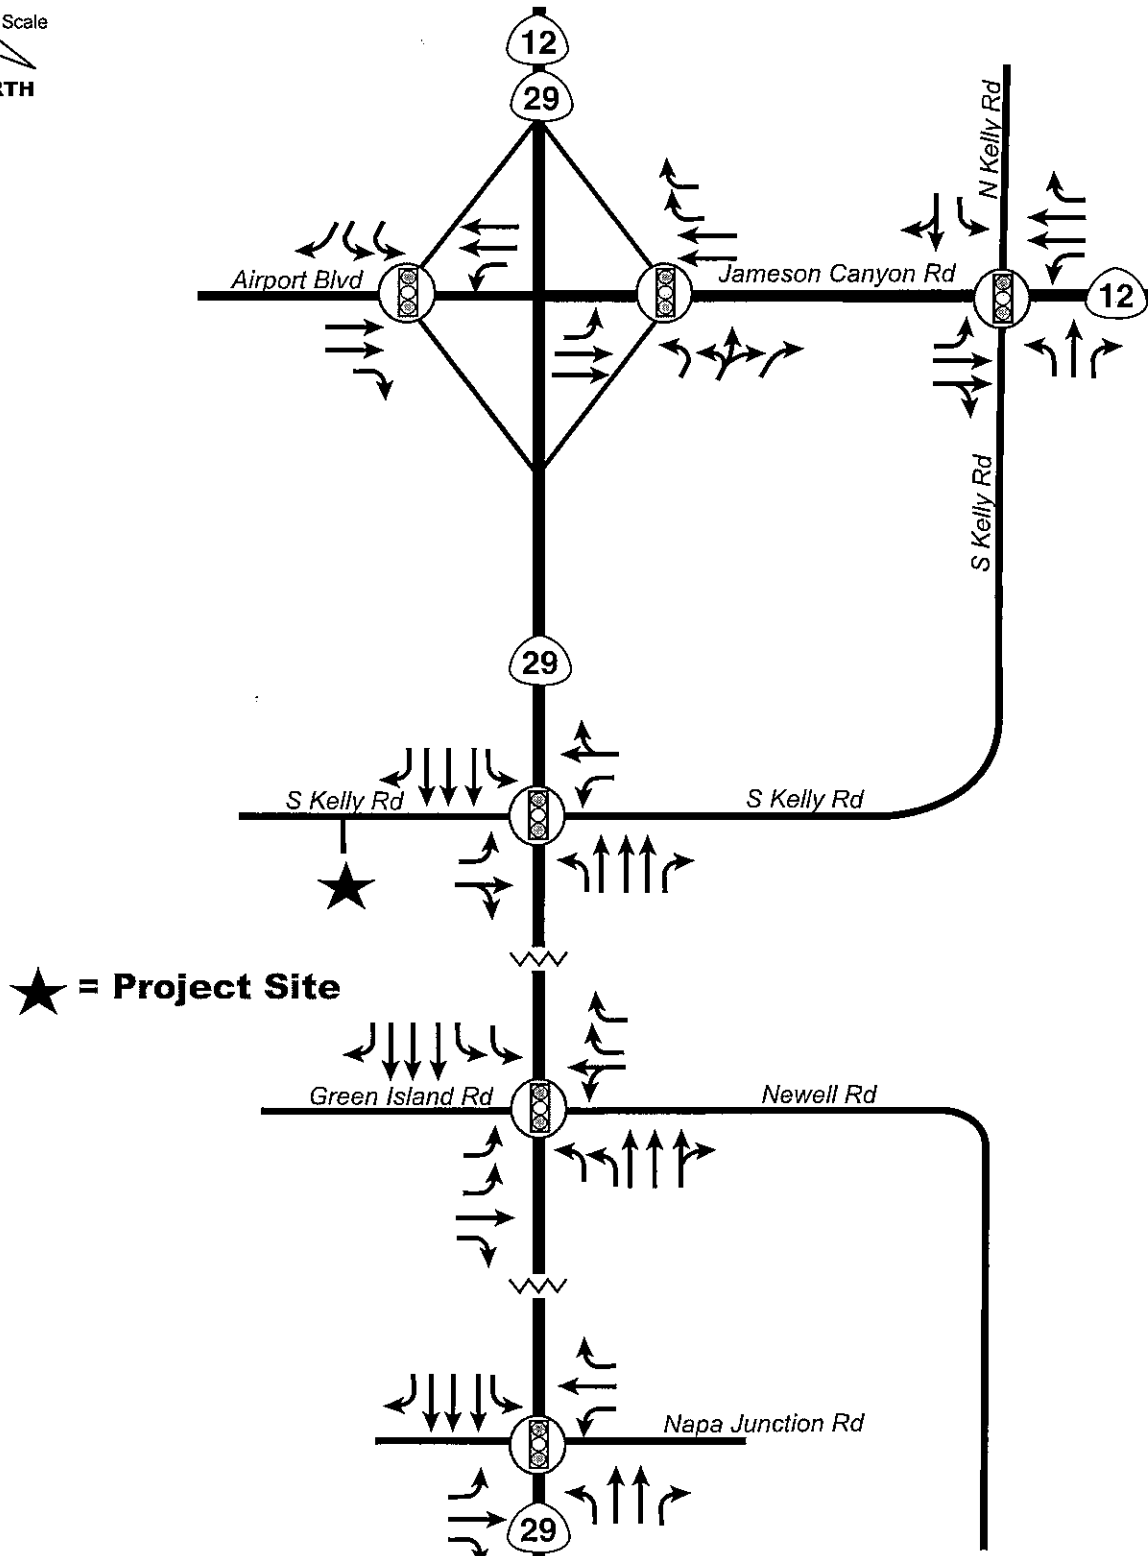 Scale
RTH
12
29
N Kelly Rd
Airport Blvd
Jameson Canyon Rd
12
S Kelly Rd
29
S Kelly Rd
S Kelly Rd
= Project Site
Green Island Rd
Newell Rd
Napa Junction Rd
29